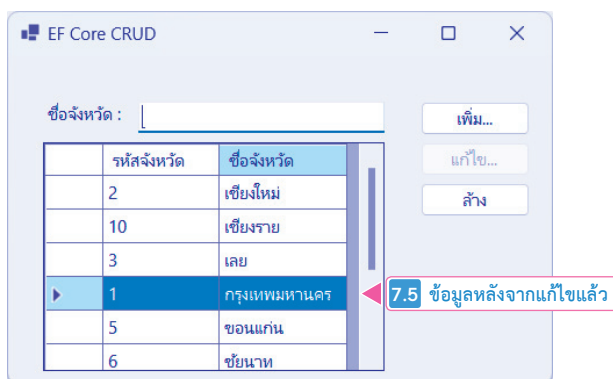 EF Core CRUD
ชื่อจังหวัด :
เพิ่ม...
แก้ไข...
ล้าง
รหัสจังหวัด ชื่อจังหวัด
2 เชียงใหม่
10 เชียงราย
3 เลย
1 กรุงเทพมหานคร
7.5 ข้อมูลหลังจากแก้ไขแล้ว
5 ขอนแก่น
6 ชัยนาท